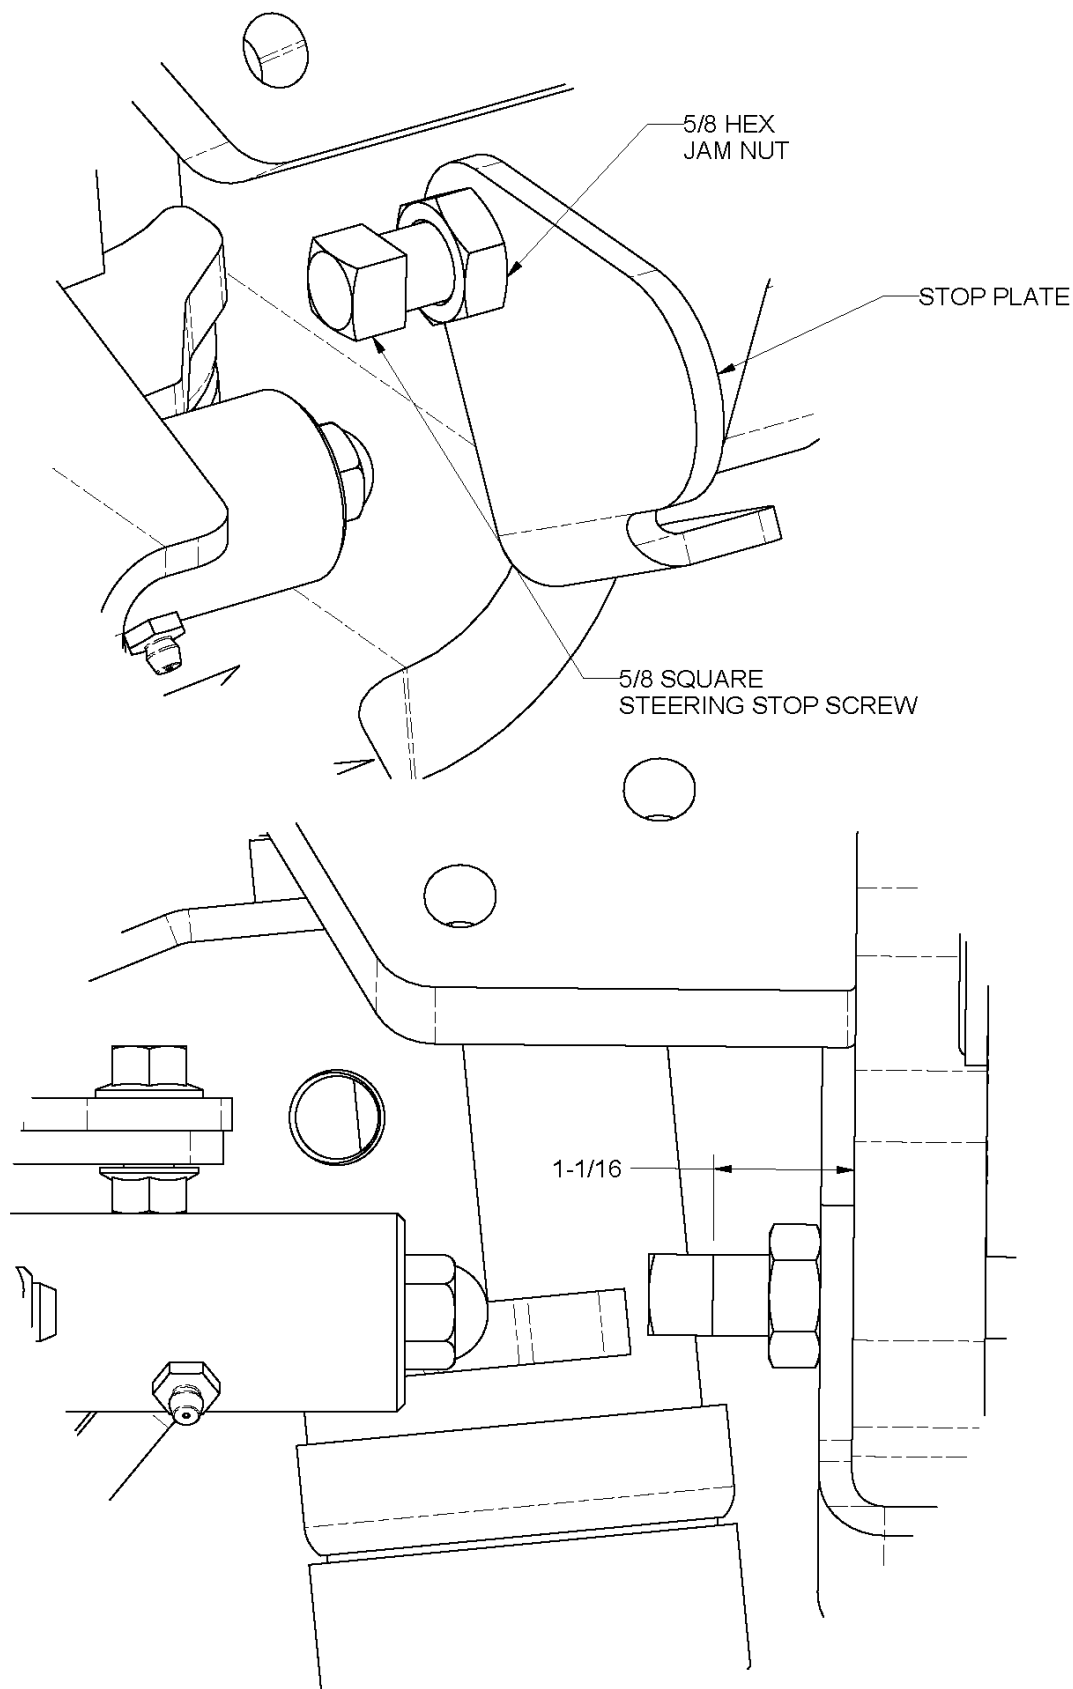 5/8 HEX
JAM NUT
STOP PLATE
5/8 SQUARE
STEERING STOP SCREW
1-1/16